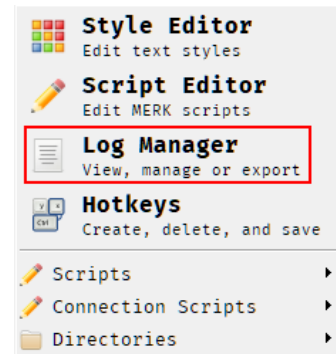 Style Editor
Edit text styles
Script Editor
Edit MERK scripts
Log Manager
View, manage or export
Hotkeys
Create, delete, and save
Scripts
Connection Scripts
Directories